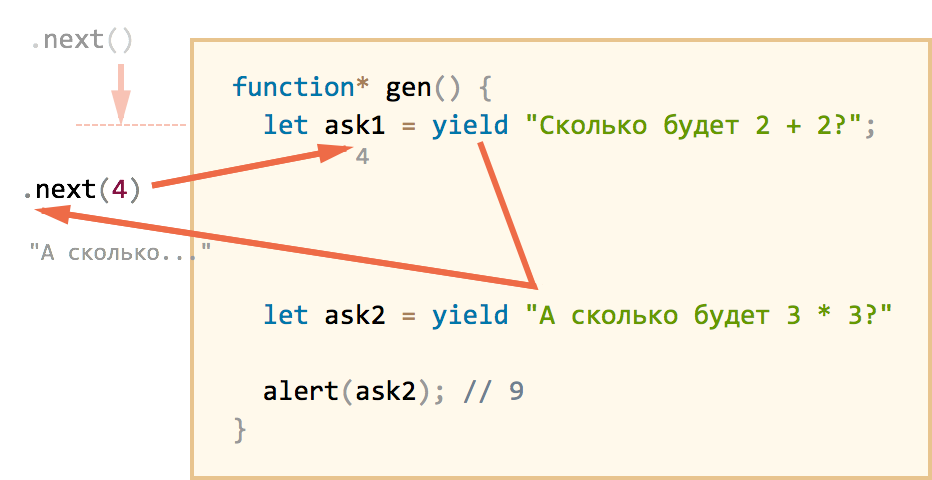 .next()
function* gen() {
let ask1 = yield "Сколько будет 2 + 2?";
4
.next(4)
"А сколько..."
let ask2 = yield "А сколько будет 3 * 3?"
alert(ask2); // 9
}